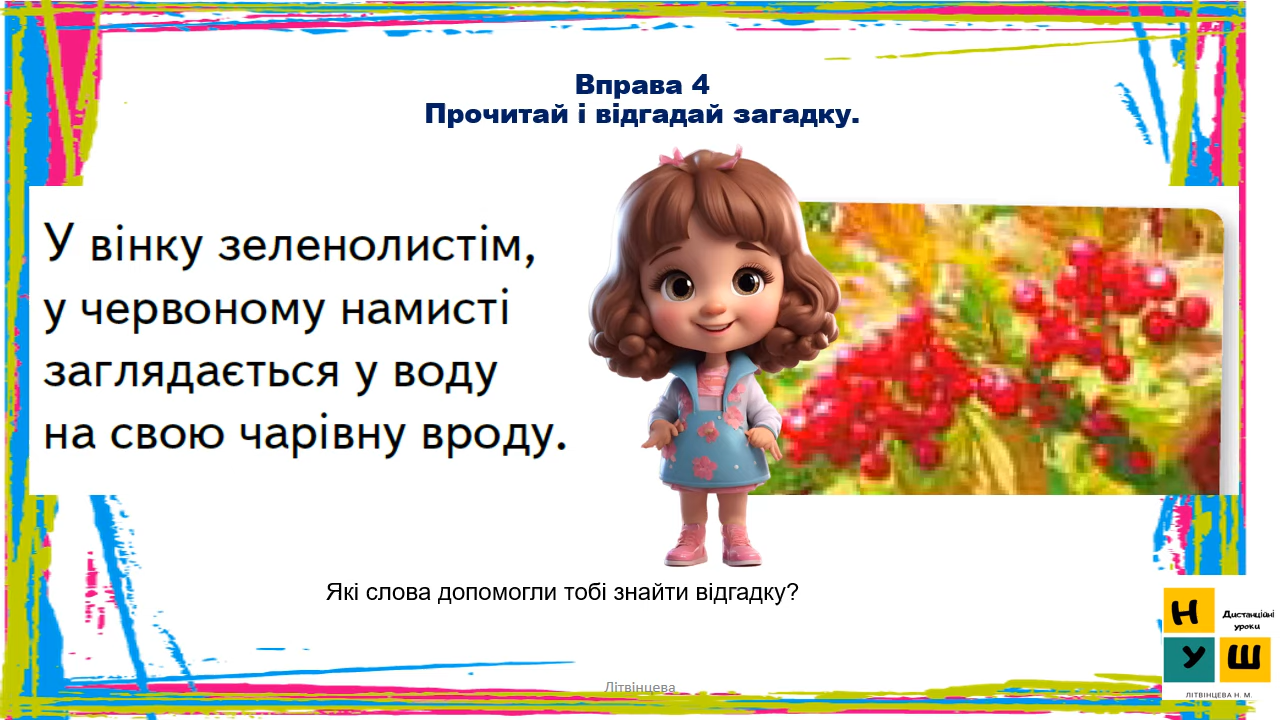 Вправа 4
Прочитай і відгадай загадку.
У вінку зеленолистім,
у червоному намисті
заглядається у воду
на свою чарівну вроду.
Які слова допомогли тобі знайти відгадку?
Н
Дистанційні
уроки
У Ш
ЛІТВІНЦЕВА Н. М.
Літвінцева